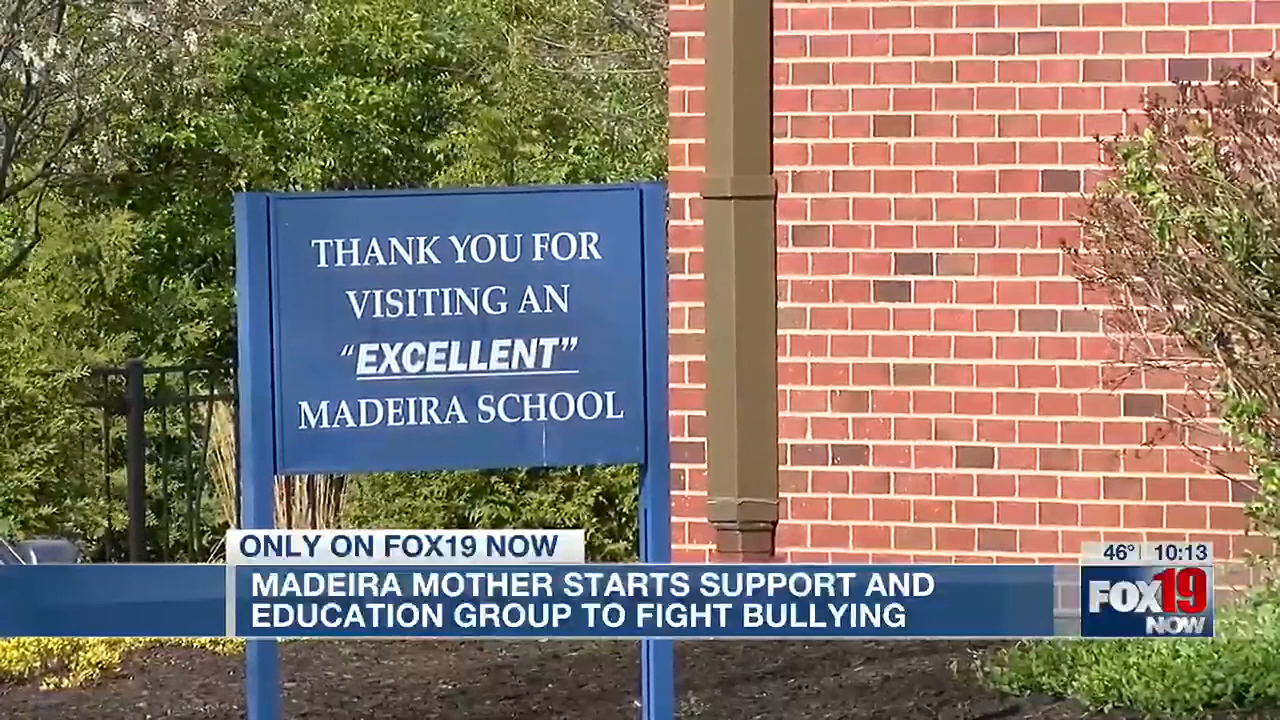 THANK YOU FOR
VISITING AN
“EXCELLENT”
MADEIRA SCHOOL
ONLY ON FOX19 NOW
MADEIRA MOTHER STARTS SUPPORT AND
EDUCATION GROUP TO FIGHT BULLYING
46° 10:13
FOX19
NOW